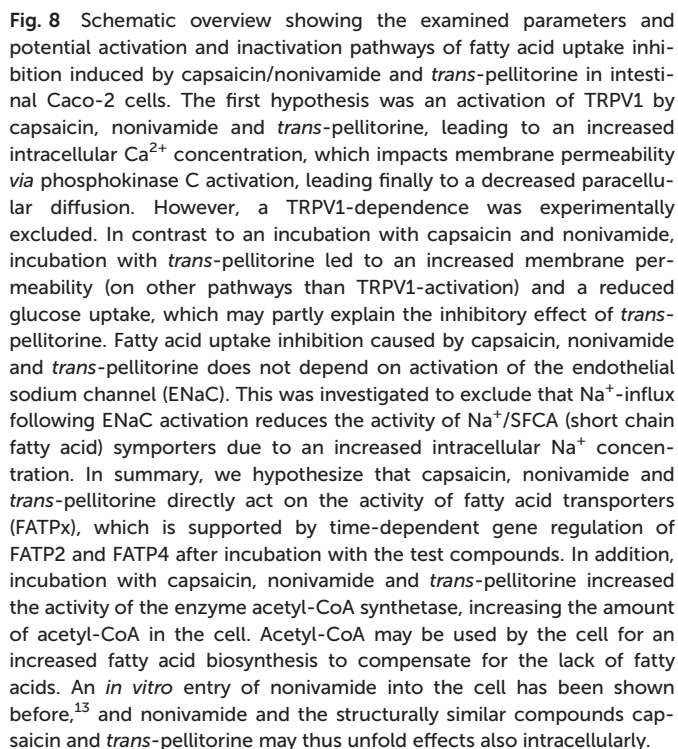 Fig. 8 Schematic overview showing the examined parameters and
potential activation and inactivation pathways of fatty acid uptake inhi-
bition induced by capsaicin/nonivamide and trans-pellitorine in intesti-
nal Caco-2 cells. The first hypothesis was an activation of TRPV1 by
capsaicin, nonivamide and trans-pellitorine, leading to an increased
intracellular Ca²⁺ concentration, which impacts membrane permeability
via phosphokinase C activation, leading finally to a decreased paracellu-
lar diffusion. However, a TRPV1-dependence was experimentally
excluded. In contrast to an incubation with capsaicin and nonivamide,
incubation with trans-pellitorine led to an increased membrane per-
meability (on other pathways than TRPV1-activation) and a reduced
glucose uptake, which may partly explain the inhibitory effect of trans-
pellitorine. Fatty acid uptake inhibition caused by capsaicin, nonivamide
and trans-pellitorine does not depend on activation of the endothelial
sodium channel (ENaC). This was investigated to exclude that Na⁺-influx
following ENaC activation reduces the activity of Na⁺/SFCA (short chain
fatty acid) symporters due to an increased intracellular Na⁺ concen-
tration. In summary, we hypothesize that capsaicin, nonivamide and
trans-pellitorine directly act on the activity of fatty acid transporters
(FATPx), which is supported by time-dependent gene regulation of
FATP2 and FATP4 after incubation with the test compounds. In addition,
incubation with capsaicin, nonivamide and trans-pellitorine increased
the activity of the enzyme acetyl-CoA synthetase, increasing the amount
of acetyl-CoA in the cell. Acetyl-CoA may be used by the cell for an
increased fatty acid biosynthesis to compensate for the lack of fatty
acids. An in vitro entry of nonivamide into the cell has been shown
before,¹³ and nonivamide and the structurally similar compounds cap-
saicin and trans-pellitorine may thus unfold effects also intracellularly.